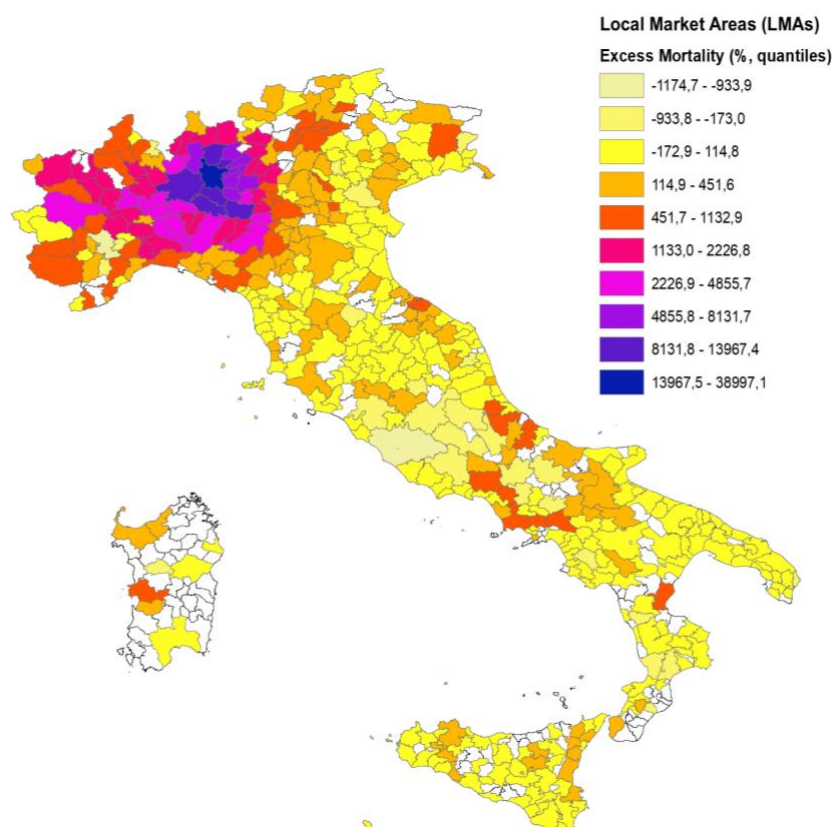 Local Market Areas (LMAs)
Excess Mortality (%, quantiles)
-1174,7 - -933,9
-933,8 - -173,0
-172,9 - 114,8
114,9 - 451,6
451,7 - 1132,9
1133,0 - 2226,8
2226,9 - 4855,7
4855,8 - 8131,7
8131,8 - 13967,4
13967,5 - 38997,1